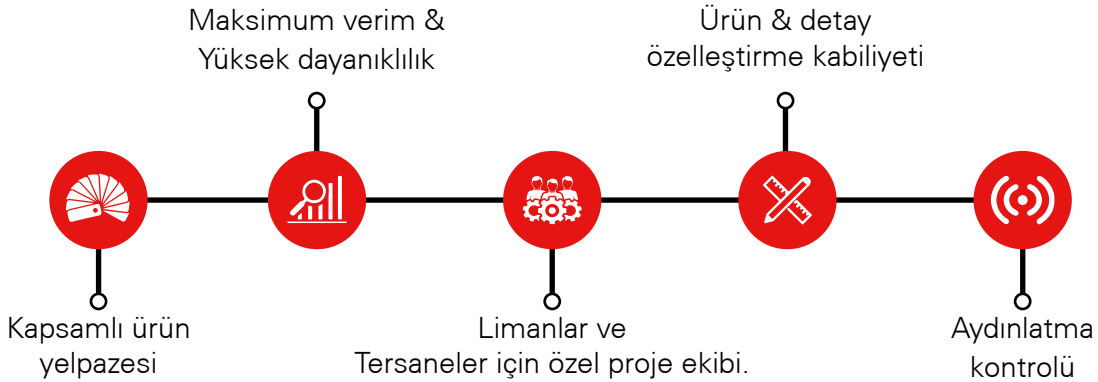 Maksimum verim &
Yüksek dayanıklılık
Ürün & detay
özelleştirme kabiliyeti
Kapsamlı ürün
yelpazesi
Limanlar ve
Tersaneler için özel proje ekibi.
Aydınlatma
kontrolü